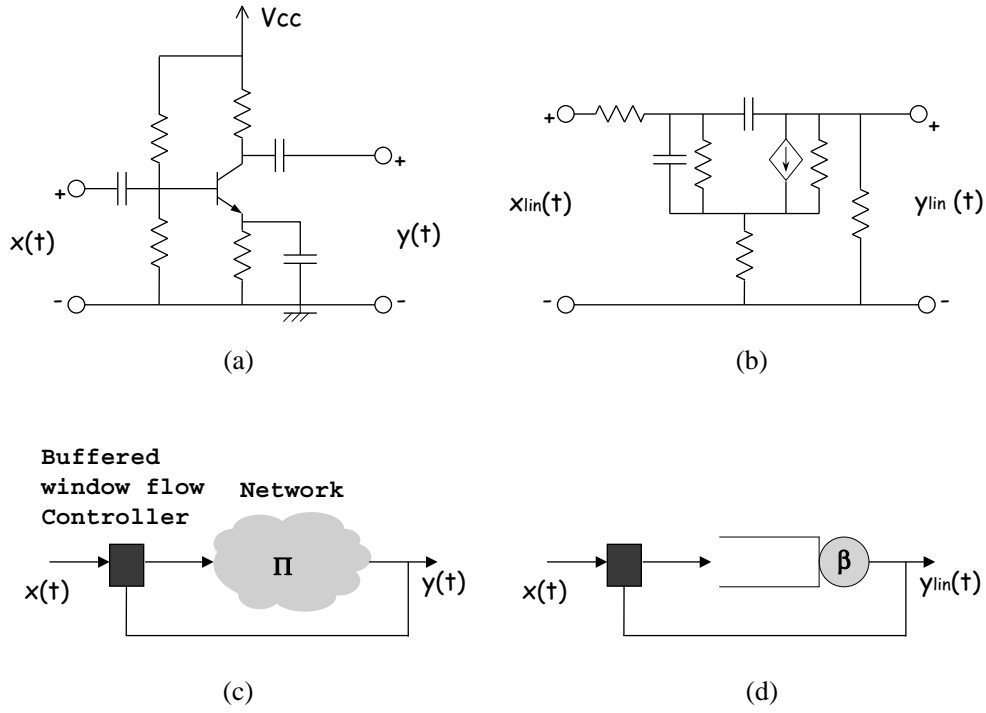 Vcc
+
+
x(t)
y(t)
-
-
(a)
+
+
xlin(t)
ylin (t)
-
-
(b)
Buffered
window flow
Controller
Network
Π
x(t)
y(t)
(c)
β
x(t)
ylin(t)
(d)